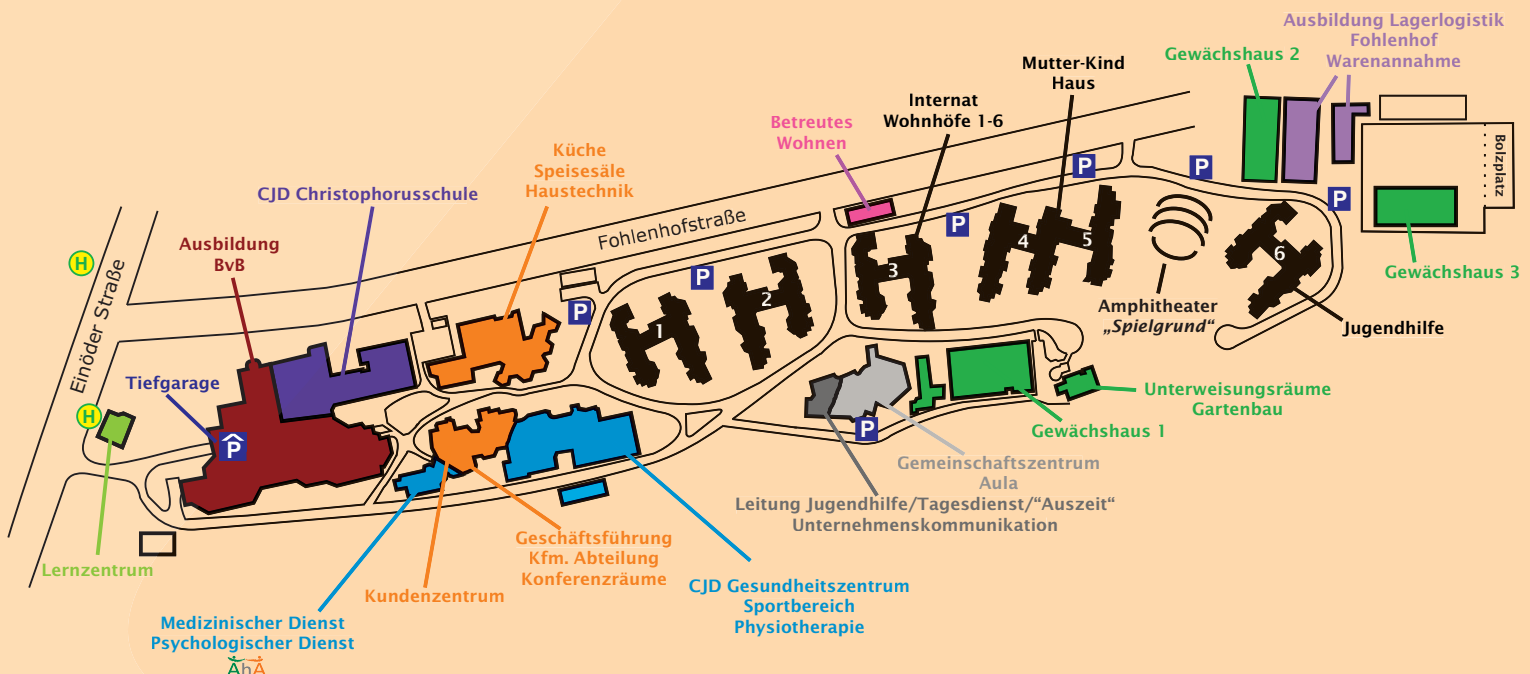 Ausbildung Lagerlogistik
Fohlenhof
Warenannahme
Gewächshaus 2
Mutter-Kind
Haus
Internat
Wohnhöfe 1-6
Betreutes
Wohnen
Küche
Speisesäle
Haustechnik
CJD Christophorusschule
Ausbildung
BvB
Fohlenhofstraße
Einöder Straße
Bolzplatz
H
H
P
P
P
P
P
P
P
P
P
1
2
3
4
5
6
Gewächshaus 3
Amphitheater
„Spielgrund“
Jugendhilfe
Tiefgarage
Unterweisungsräume
Gartenbau
Gewächshaus 1
Gemeinschaftszentrum
Aula
Leitung Jugendhilfe/Tagesdienst/“Auszeit“
Unternehmenskommunikation
Geschäftsführung
Kfm. Abteilung
Konferenzräume
Lernzentrum
Kundenzentrum
CJD Gesundheitszentrum
Sportbereich
Physiotherapie
Medizinischer Dienst
Psychologischer Dienst
AhA